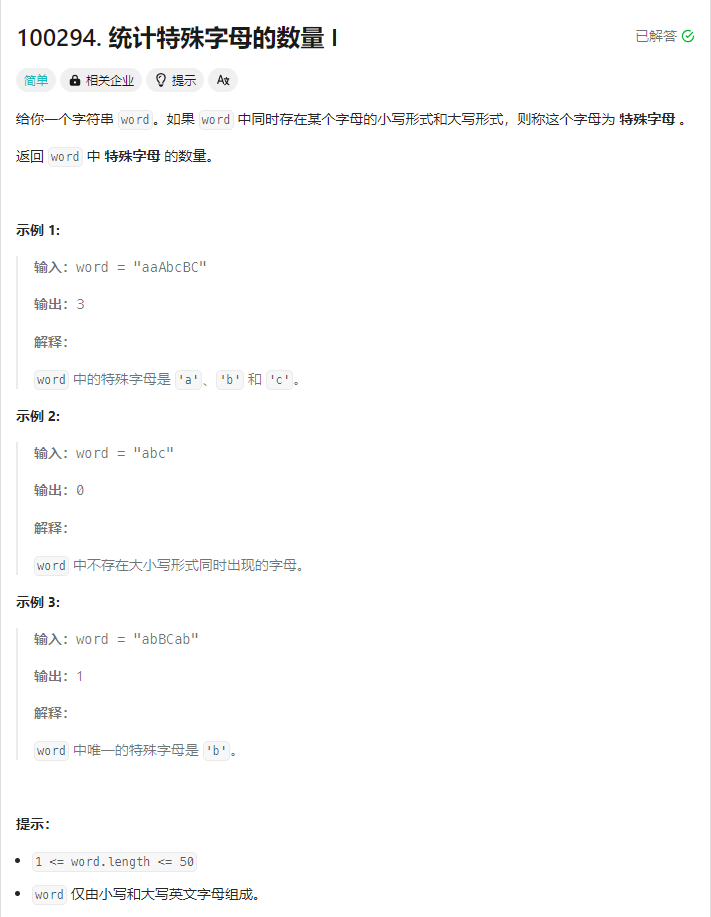 100294. 统计特殊字母的数量 I
已解答
简单 相关企业 提示 Aあ
给你一个字符串 word。如果 word 中同时存在某个字母的小写形式和大写形式，则称这个字母为 特殊字母 。
返回 word 中 特殊字母 的数量。
示例 1:
输入：word = "aaAbcBC"
输出：3
解释：
word 中的特殊字母是 'a'、'b' 和 'c'。
示例 2:
输入：word = "abc"
输出：0
解释：
word 中不存在大小写形式同时出现的字母。
示例 3:
输入：word = "abBCab"
输出：1
解释：
word 中唯一的特殊字母是 'b'。
提示：
1 <= word.length <= 50
word 仅由小写和大写英文字母组成。